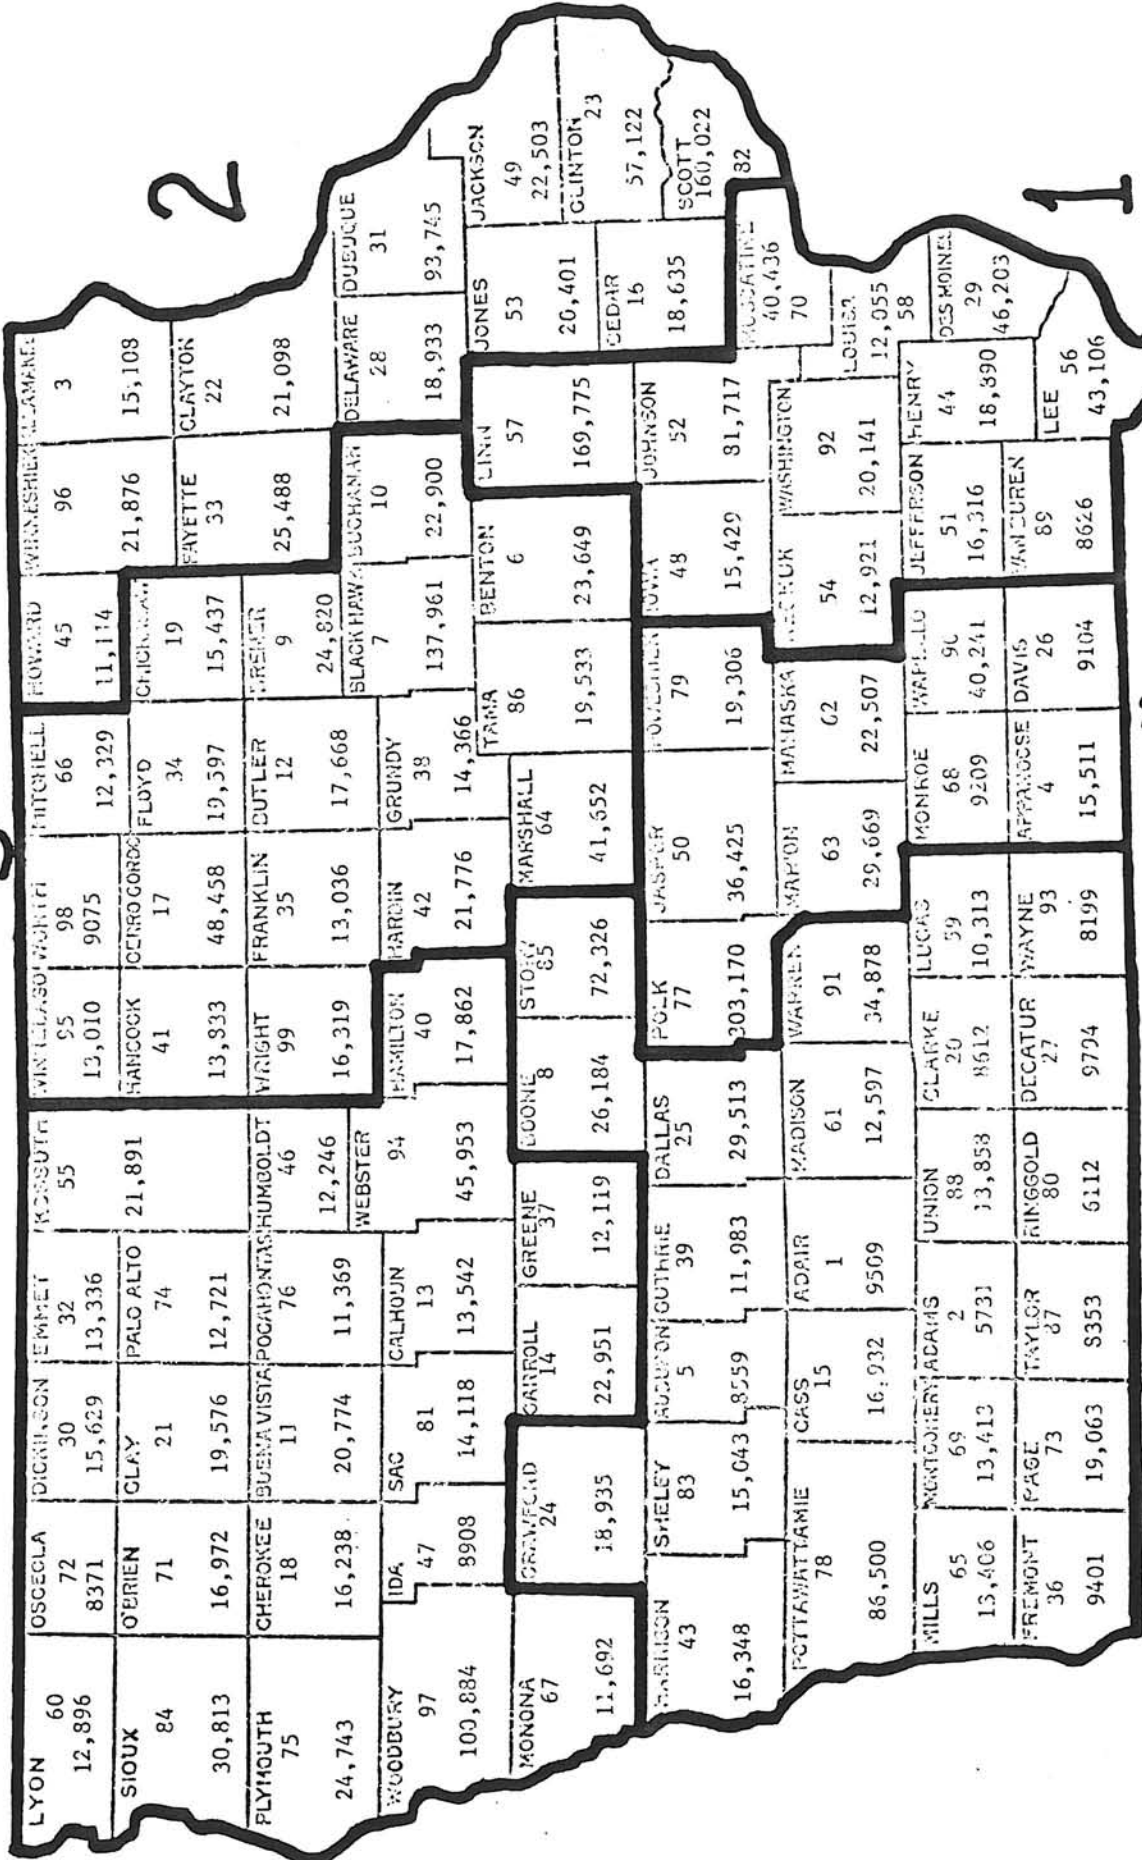 2
1
LYON
60
12,896
OSCEOLA
72
8371
DICKINSON
30
15,629
EMMET
32
13,336
KOSSUTH
55
21,891
WINNEBAGO
95
13,010
WORTH
98
9075
MITCHELL
66
12,329
HOWARD
45
11,114
WINNESHIEK
96
21,876
ALLAMAKEE
3
15,108
SIOUX
84
30,813
O'BRIEN
71
16,972
CLAY
21
19,576
PALO ALTO
74
12,721
HANCOCK
41
13,833
CERRO GORDO
17
48,458
FLOYD
34
19,597
CHICKASAW
19
15,437
FAYETTE
33
25,488
CLAYTON
22
21,098
PLYMOUTH
75
24,743
CHEROKEE
18
16,238
BUENA VISTA
11
20,774
POCAHONTAS
76
11,369
HUMBOLDT
46
12,246
WRIGHT
99
16,319
FRANKLIN
35
13,036
BUTLER
12
17,668
BREMER
9
24,820
WOODBURY
97
100,884
IDA
47
8908
SAC
81
14,118
CALHOUN
13
13,542
WEBSTER
94
45,953
HAMILTON
40
17,862
HARDIN
42
21,776
GRUNDY
38
14,366
BLACK HAWK
7
137,961
BUCHANAN
10
22,900
DELAWARE
28
18,933
DUBUQUE
31
93,745
MONONA
67
11,692
CRAWFORD
24
18,935
CARROLL
14
22,951
GREENE
37
12,119
BOONE
8
26,184
STORY
85
72,326
MARSHALL
64
41,652
TAMA
86
19,533
BENTON
6
23,649
LINN
57
169,775
JONES
53
20,401
JACKSON
49
22,503
CLINTON
23
57,122
CEDAR
16
18,635
SCOTT
160,022
82
HARRISON
43
16,348
SHELBY
83
15,043
AUDUBON
5
8559
GUTHRIE
39
11,983
DALLAS
25
29,513
POLK
77
303,170
JASPER
50
36,425
POWESHIEK
79
19,306
IOWA
48
15,429
JOHNSON
52
81,717
MUSCATINE
40,436
70
POTTAWATTAMIE
78
86,500
CASS
15
16,932
ADAIR
1
9509
MADISON
61
12,597
WARREN
91
34,878
MARION
63
29,669
MAHASKA
62
22,507
KEOKUK
54
12,921
WASHINGTON
92
20,141
LOUISA
12,055
58
MILLS
65
13,406
MONTGOMERY
69
13,413
ADAMS
2
5731
UNION
88
13,858
CLARKE
20
8612
LUCAS
59
10,313
MONROE
68
9209
WAPELLO
90
40,241
JEFFERSON
51
16,316
HENRY
44
18,890
DES MOINES
29
46,203
FREMONT
36
9401
PAGE
73
19,063
TAYLOR
87
8353
RINGGOLD
80
6112
DECATUR
27
9794
WAYNE
93
8199
APPANOOSE
4
15,511
DAVIS
26
9104
VAN BUREN
89
8626
LEE
56
43,106